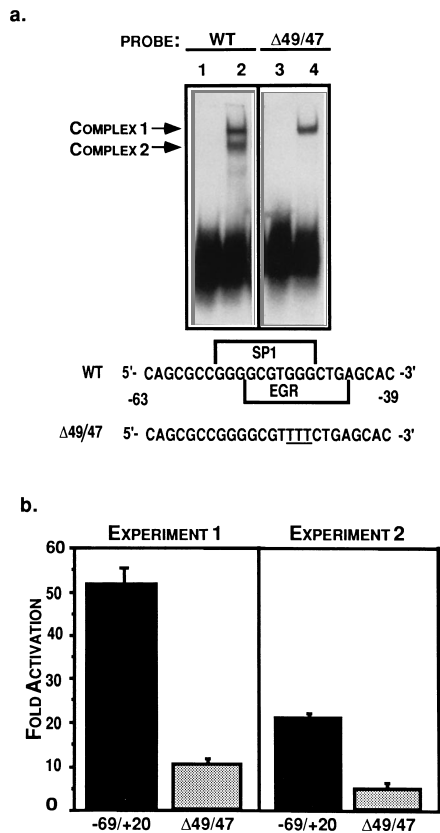 a.
PROBE: WT Δ49/47
1 2 3 4
COMPLEX 1
COMPLEX 2
SP1
WT 5'- CAGCGCCGGGGCGTGGGCTGAGCAC -3'
EGR
-63 -39
Δ49/47 5'- CAGCGCCGGGGCGTTTTCTGAGCAC -3'
b.
EXPERIMENT 1 EXPERIMENT 2
FOLD ACTIVATION
60
50
40
30
20
10
0
-69/+20 Δ49/47 -69/+20 Δ49/47